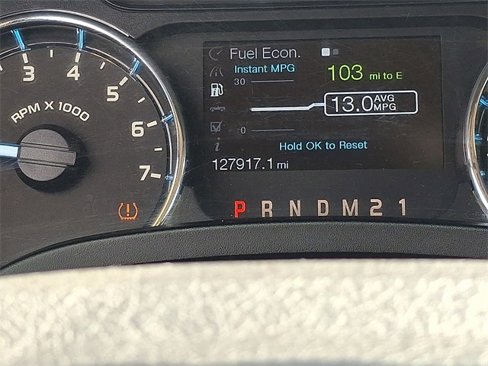 Fuel Econ.
Instant MPG
30
103 mi to E
13.0 AVG MPG
0
Hold OK to Reset
127917.1 mi
3 4 5 6 7 7
RPM X 1000
P R N D M 2 1